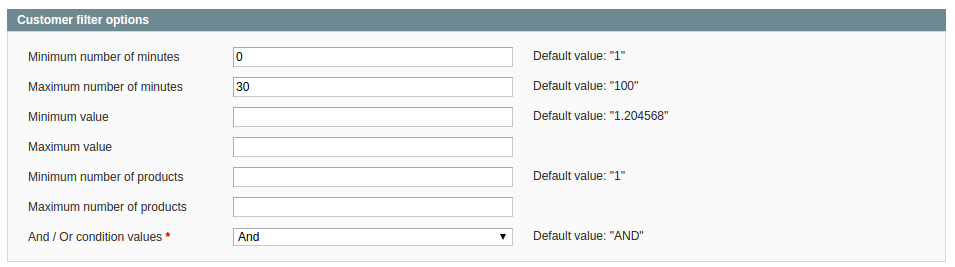 Customer filter options
Minimum number of minutes 0 Default value: "1"
Maximum number of minutes 30 Default value: "100"
Minimum value Default value: "1.204568"
Maximum value
Minimum number of products Default value: "1"
Maximum number of products
And / Or condition values * And Default value: "AND"